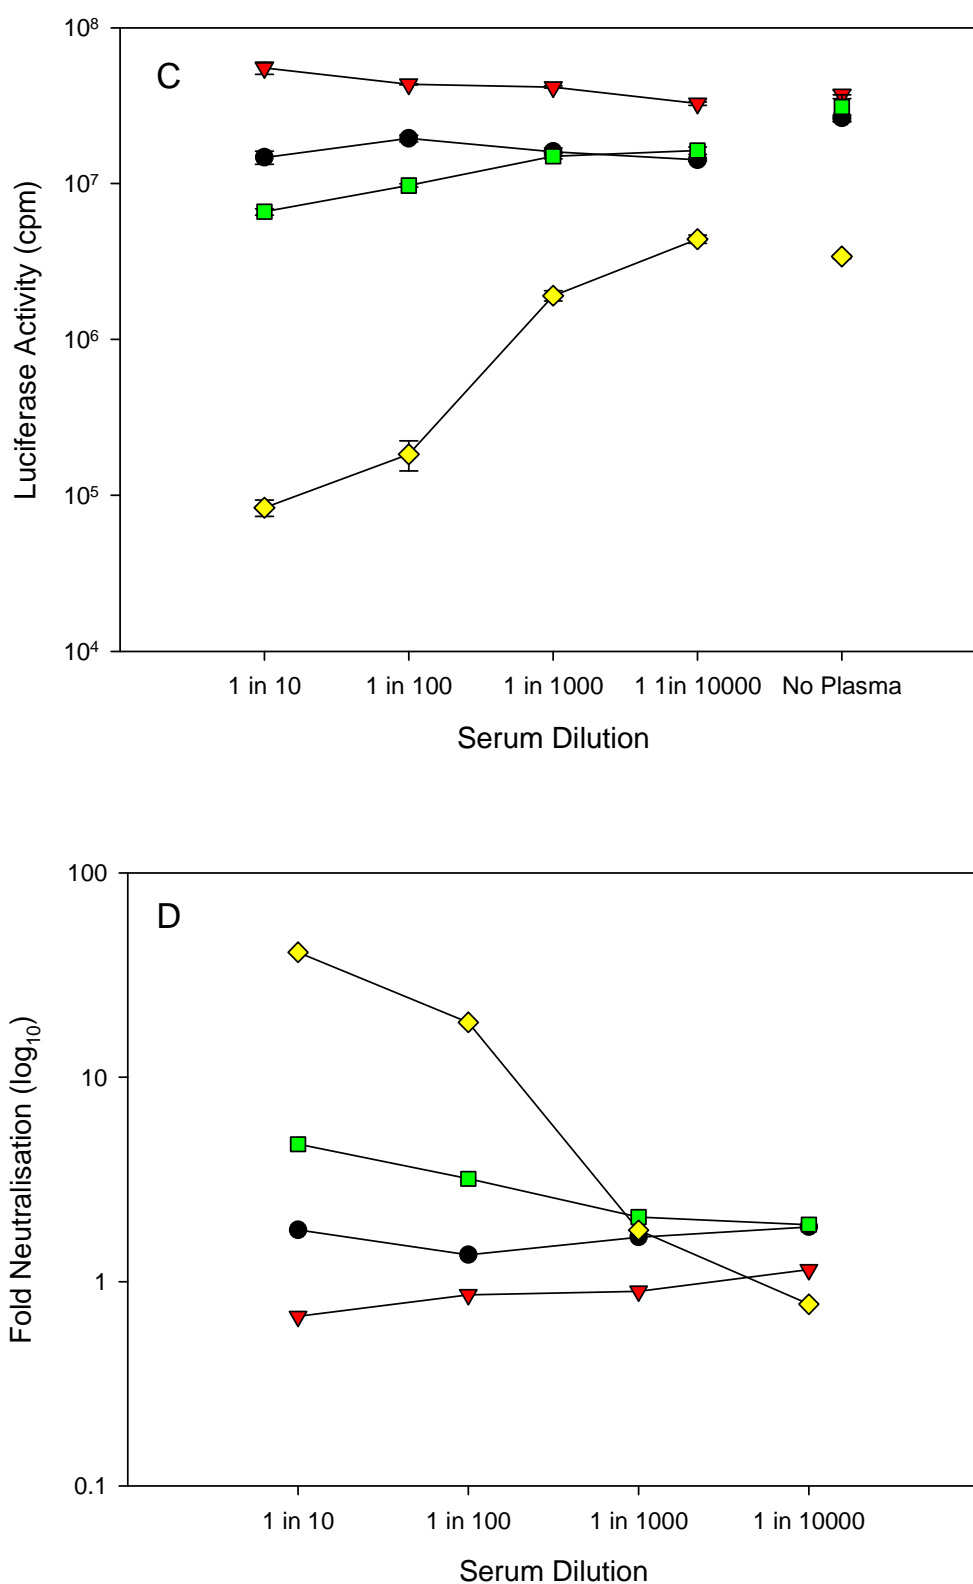 10⁸
C
10⁷
10⁶
10⁵
10⁴
Luciferase Activity (cpm)
1 in 10 1 in 100 1 in 1000 1 1in 10000 No Plasma
Serum Dilution
100
D
10
1
0.1
Fold Neutralisation (log₁₀)
1 in 10 1 in 100 1 in 1000 1 in 10000
Serum Dilution